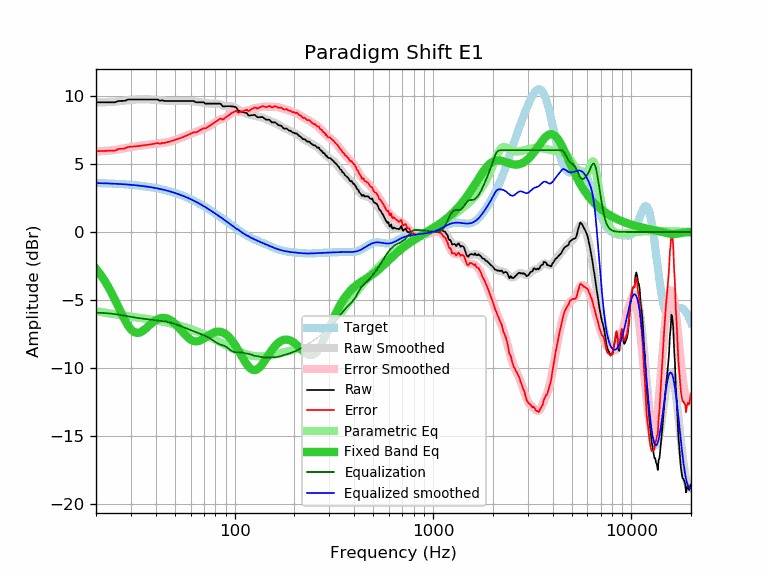 Paradigm Shift E1
Amplitude (dBr)
10
5
0
−5
−10
−15
−20
Target
Raw Smoothed
Error Smoothed
Raw
Error
Parametric Eq
Fixed Band Eq
Equalization
Equalized smoothed
100
1000
10000
Frequency (Hz)